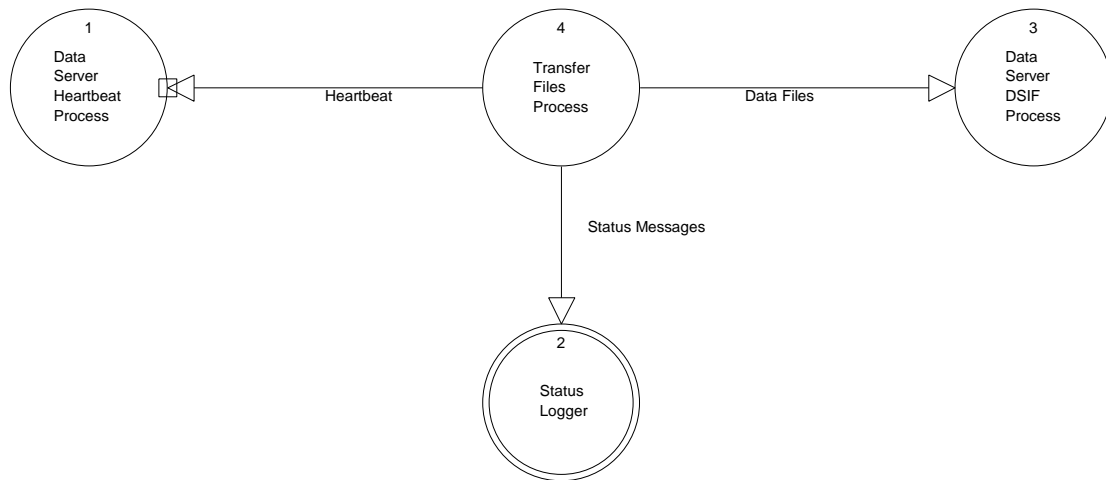 1
Data
Server
Heartbeat
Process
Heartbeat
4
Transfer
Files
Process
Data Files
3
Data
Server
DSIF
Process
Status Messages
2
Status
Logger